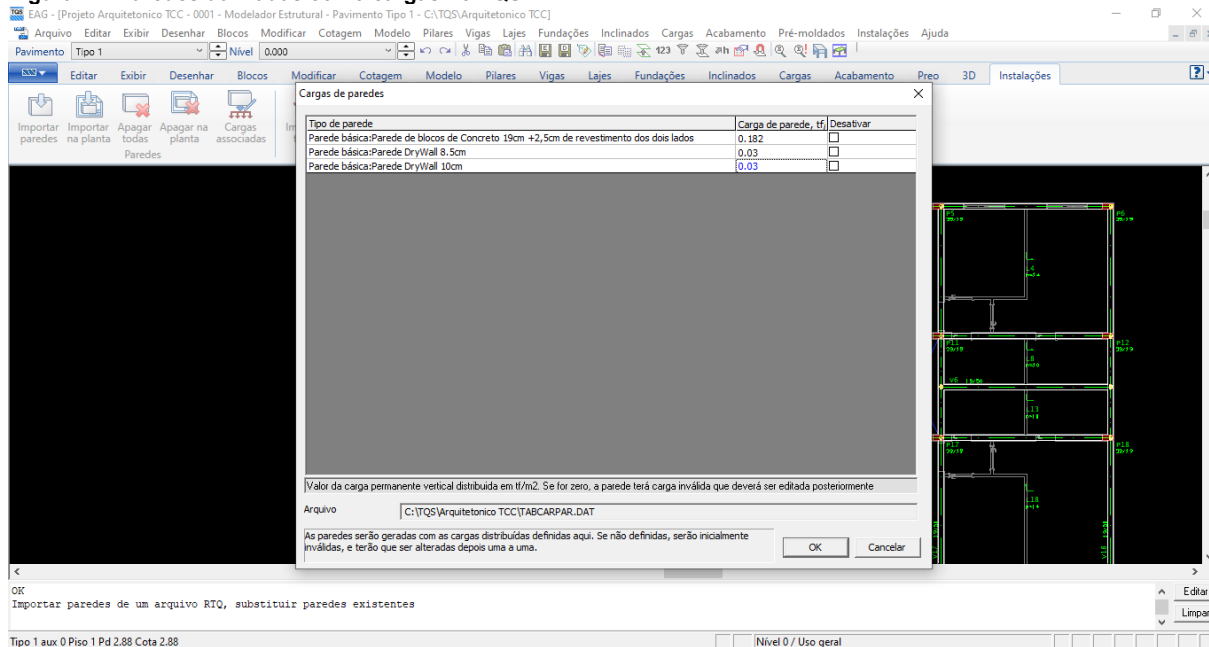 EAG - [Projeto Arquitetonico TCC - 0001 - Modelador Estrutural - Pavimento Tipo 1 - C:\TQS\Arquitetonico TCC]
Arquivo Editar Exibir Desenhar Blocos Modificar Cotagem Modelo Pilares Vigas Lajes Fundações Inclinados Cargas Acabamento Pré-moldados Instalações Ajuda
Pavimento Tipo 1 Nível 0.000 123
Editar Exibir Desenhar Blocos Modificar Cotagem Modelo Pilares Vigas Lajes Fundações Inclinados Cargas Acabamento Preo 3D Instalações
Cargas de paredes
Importar paredes
Importar na planta
Apagar todas
Apagar na planta
Cargas associadas
Paredes
Tipo de parede Carga de parede, tf/ Desativar
Parede básica:Parede de blocos de Concreto 19cm +2,5cm de revestimento dos dois lados 0.182
Parede básica:Parede DryWall 8.5cm 0.03
Parede básica:Parede DryWall 10cm 0.03
P5
P6
L4
P11
P12
L8
V6
L13
P17
P18
V17
V18
Valor da carga permanente vertical distribuida em tf/m2. Se for zero, a parede terá carga inválida que deverá ser editada posteriormente
Arquivo C:\TQS\Arquitetonico TCC\TABCARPAR.DAT
As paredes serão geradas com as cargas distribuídas definidas aqui. Se não definidas, serão inicialmente
inválidas, e terão que ser alteradas depois uma a uma.
OK Cancelar
OK
Importar paredes de um arquivo RTQ, substituir paredes existentes
Editar
Limpar
Tipo 1 aux 0 Piso 1 Pd 2.88 Cota 2.88 Nível 0 / Uso geral